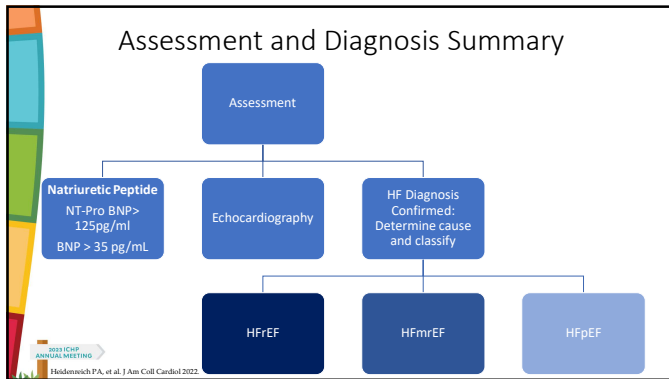 Assessment and Diagnosis Summary
Assessment
Natriuretic Peptide
NT-Pro BNP>
125pg/ml
BNP > 35 pg/mL
Echocardiography
HF Diagnosis
Confirmed:
Determine cause
and classify
HFrEF
HFmrEF
HFpEF
2023 ICHP
ANNUAL MEETING
Heidenreich PA, et al. J Am Coll Cardiol 2022.